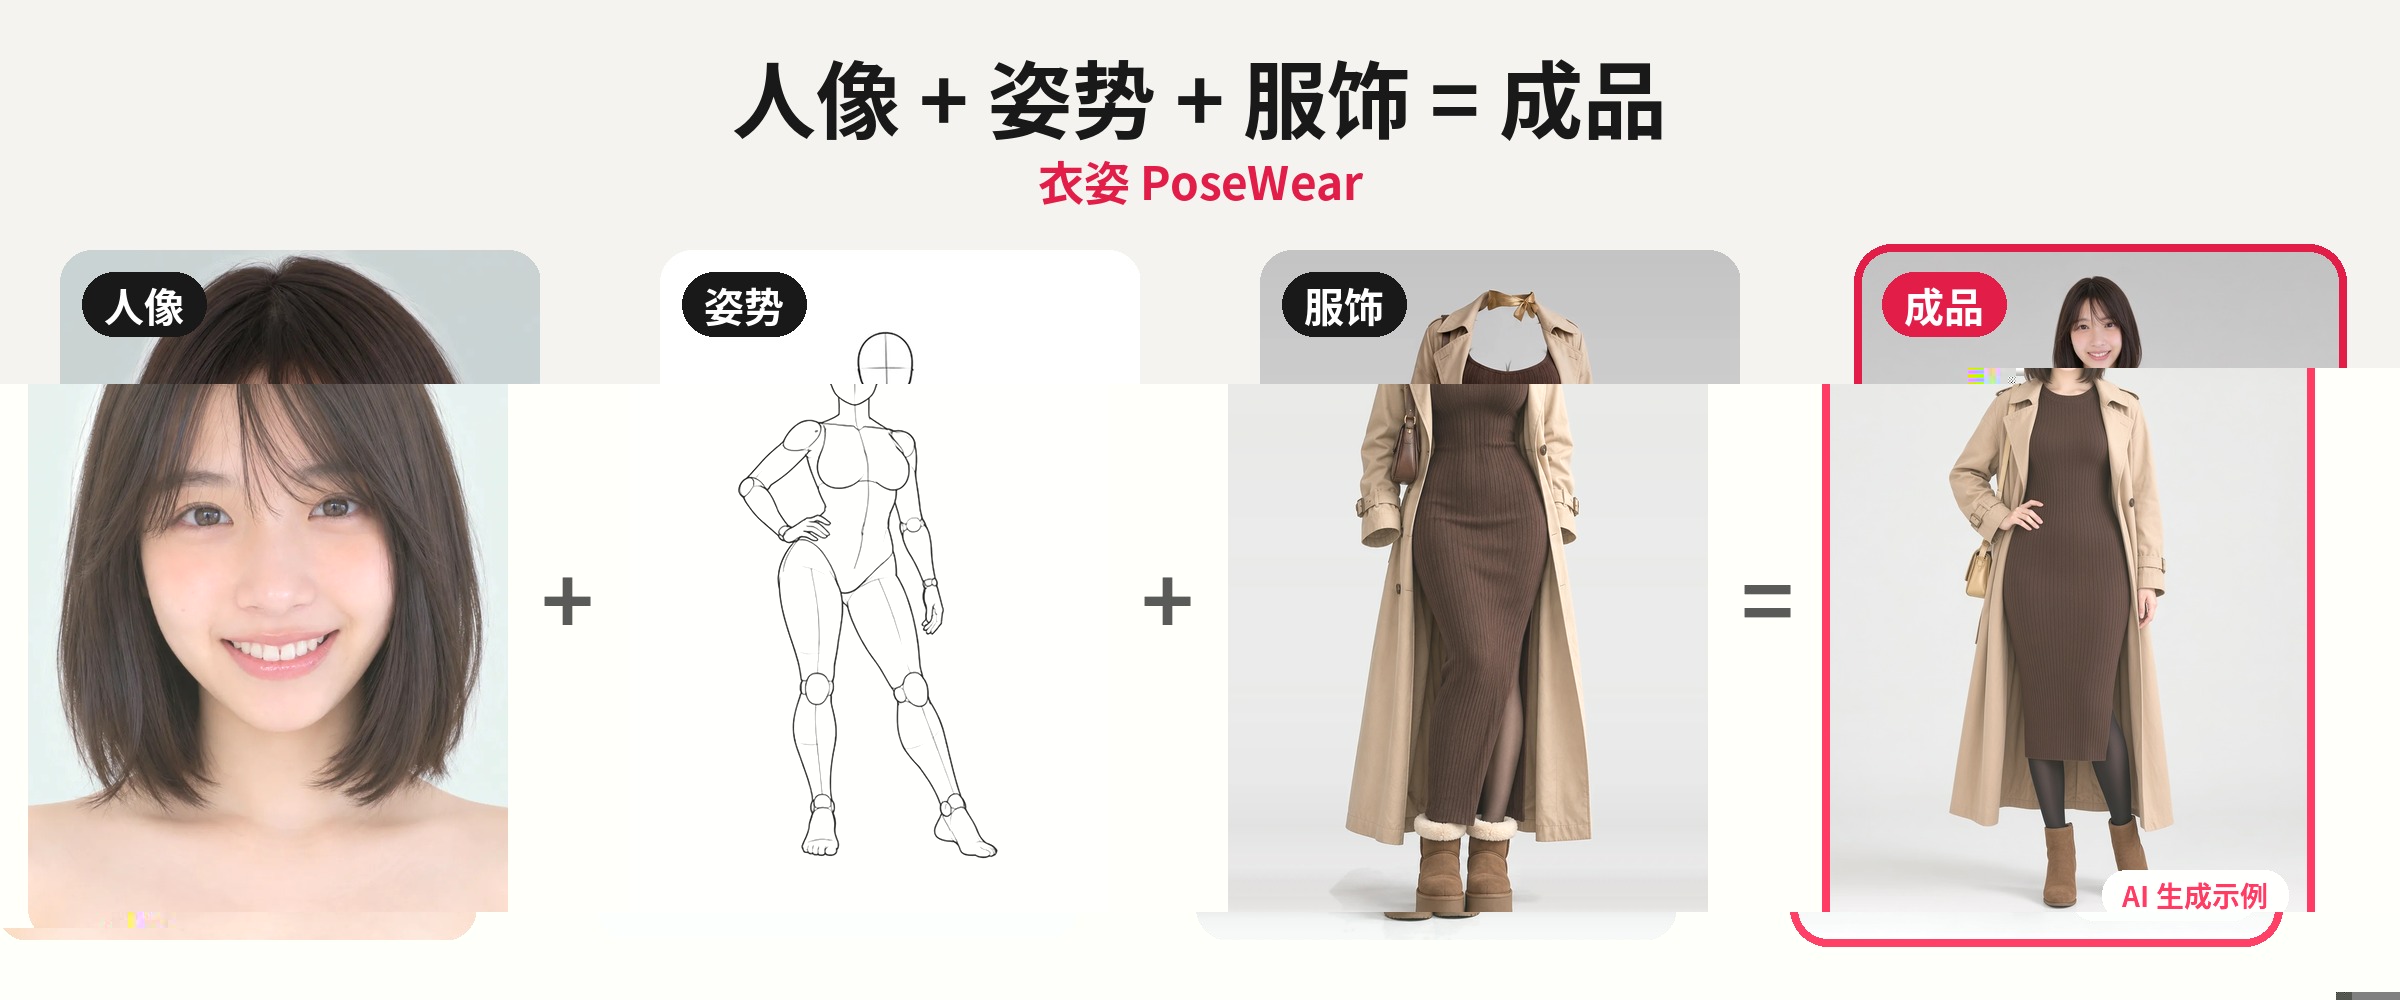 人像 + 姿势 + 服饰 = 成品
衣姿 PoseWear
人像
姿势
服饰
成品
+
+
=
AI 生成示例